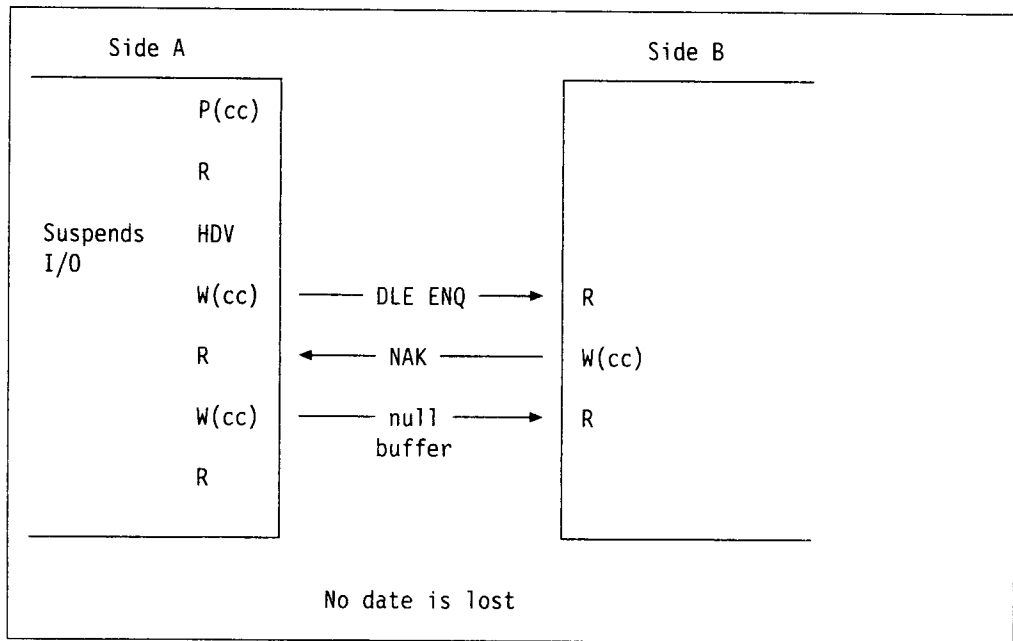 Side A
Side B
P(cc)
R
Suspends HDV
I/O
W(cc) DLE ENQ R
R NAK W(cc)
W(cc) null R
buffer
R
No date is lost